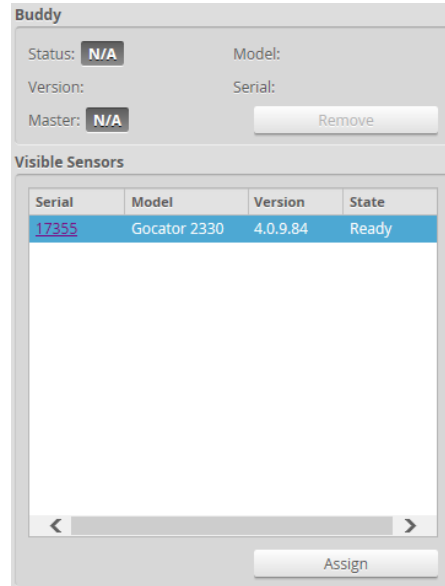 Buddy
Status: N/A Model:
Version: Serial:
Master: N/A Remove
Visible Sensors
Serial Model Version State
17355 Gocator 2330 4.0.9.84 Ready
Assign